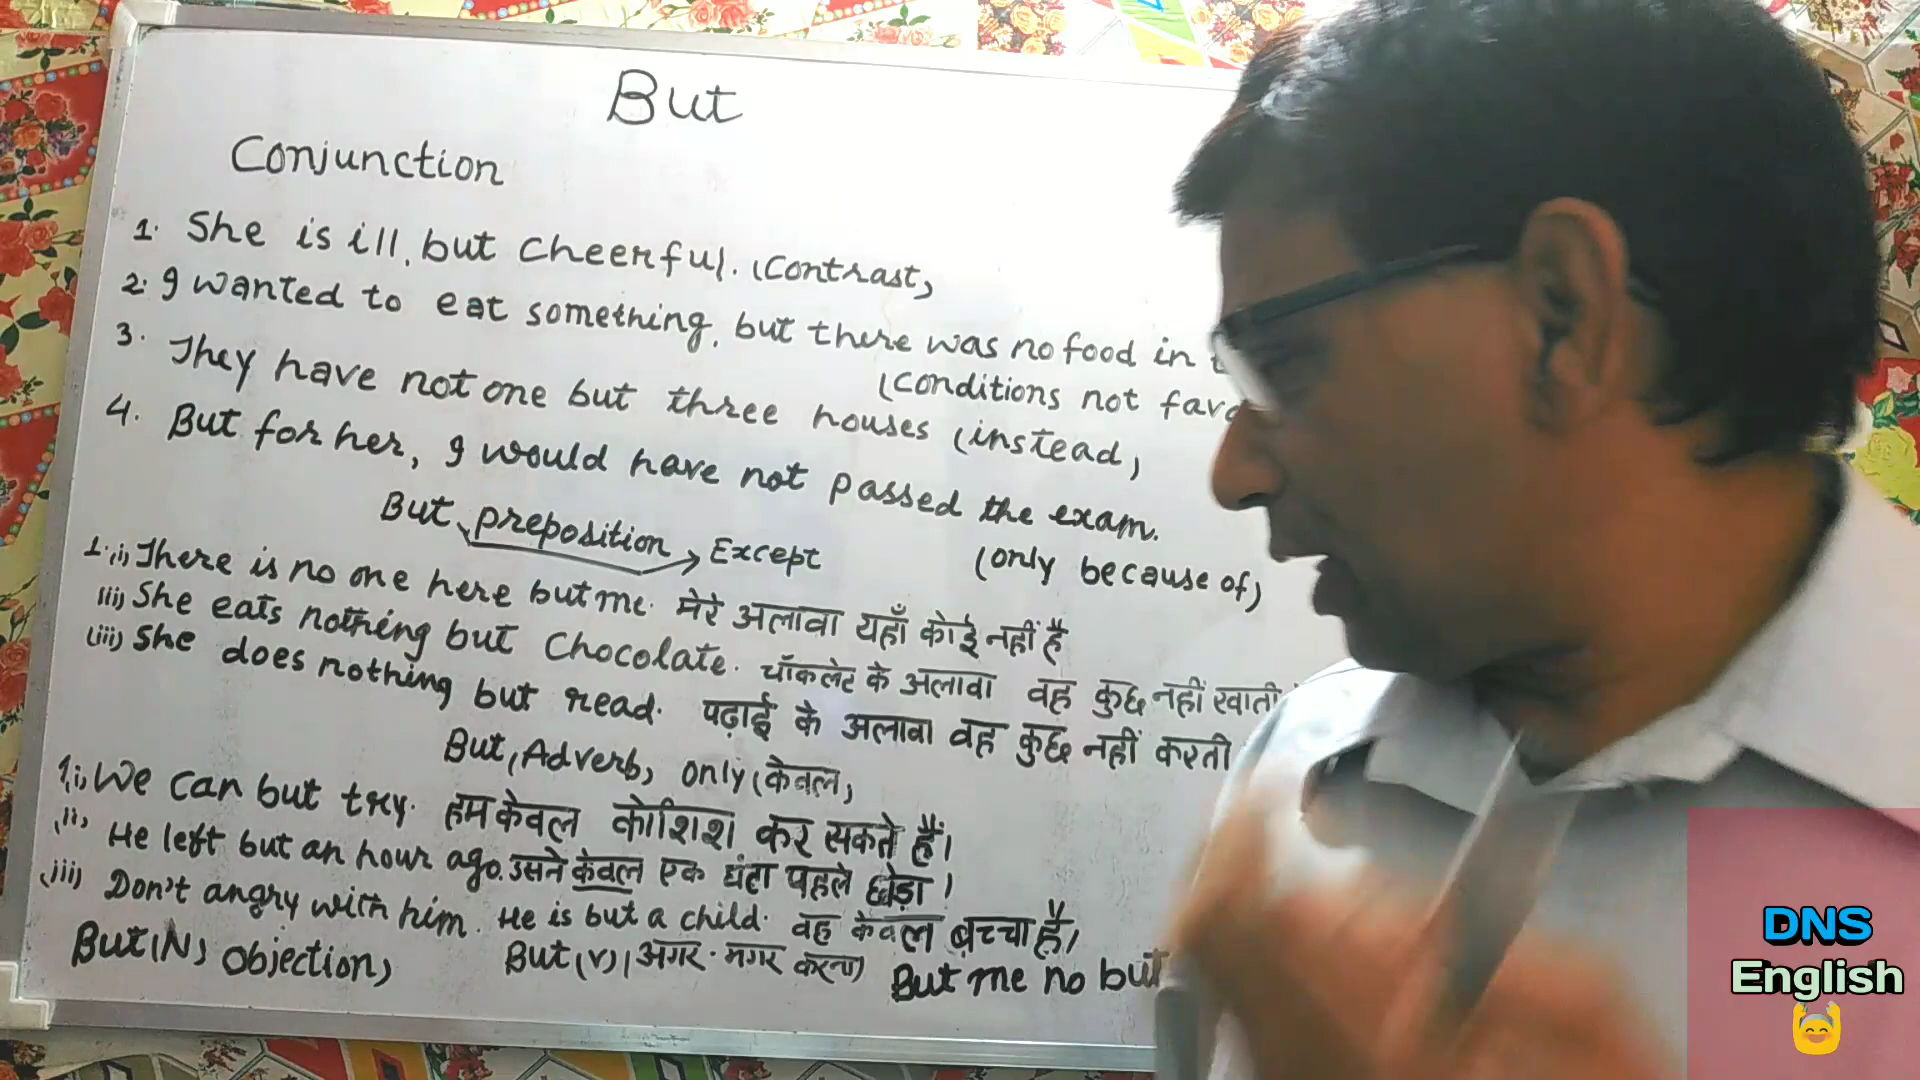 But
Conjunction
1. She is ill, but cheerful. (contrast)
2. I wanted to eat something, but there was no food in
(conditions not
3. They have not one but three houses (instead)
4. But for her, I would have not passed the exam.
(only because of)
But, preposition → Except
1. (i) There is no one here but me. मेरे अलावा यहाँ कोई नहीं है
(ii) She eats nothing but Chocolate. चॉकलेट के अलावा वह कुछ नहीं खाती
(iii) She does nothing but read. पढ़ाई के अलावा वह कुछ नहीं करती
But (Adverb) only (केवल)
1. (i) We can but try. हम केवल कोशिश कर सकते हैं।
(ii) He left but an hour ago. उसने केवल एक घंटा पहले छोड़ा।
(iii) Don't angry with him. He is but a child. वह केवल बच्चा है।
But (N) objection) But (V) (अगर-मगर करना) But me no but
DNS
English